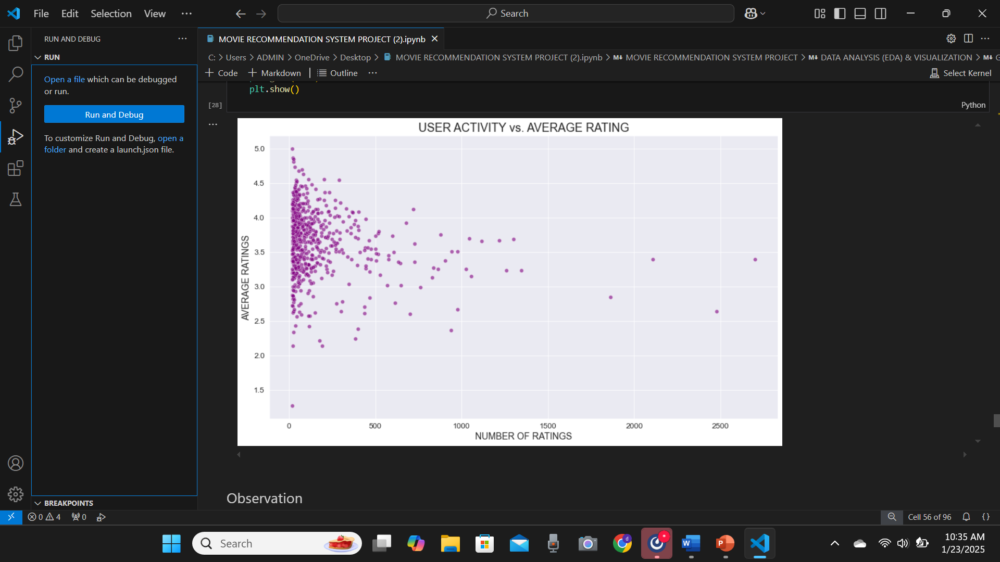 File Edit Selection View ··· Search
RUN AND DEBUG ···
MOVIE RECOMMENDATION SYSTEM PROJECT (2).ipynb
RUN
C: > Users > ADMIN > OneDrive > Desktop > MOVIE RECOMMENDATION SYSTEM PROJECT (2).ipynb > M↓ MOVIE RECOMMENDATION SYSTEM PROJECT > M↓ DATA ANALYSIS (EDA) & VISUALIZATION > M↓
+ Code + Markdown Outline ··· Select Kernel
Open a file which can be debugged
or run.
Run and Debug
To customize Run and Debug, open a
folder and create a launch.json file.
plt.show()
[28]
Python
USER ACTIVITY vs. AVERAGE RATING
5.0
4.5
4.0
3.5
3.0
2.5
2.0
1.5
AVERAGE RATINGS
0 500 1000 1500 2000 2500
NUMBER OF RATINGS
Observation
BREAKPOINTS
0 4 0
Cell 56 of 96
Search
10:35 AM
1/23/2025